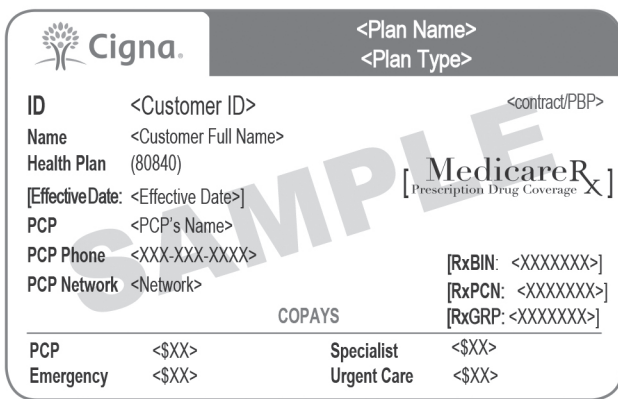 Cigna®
<Plan Name>
<Plan Type>
ID <Customer ID>
<contract/PBP>
Name <Customer Full Name>
Health Plan (80840)
[MedicareRx
Prescription Drug Coverage]
[Effective Date: <Effective Date>]
PCP <PCP's Name>
PCP Phone <XXX-XXX-XXXX>
PCP Network <Network>
[RxBIN: <XXXXXXX>]
[RxPCN: <XXXXXXX>]
[RxGRP: <XXXXXXX>]
SAMPLE
COPAYS
PCP <$XX> Specialist <$XX>
Emergency <$XX> Urgent Care <$XX>